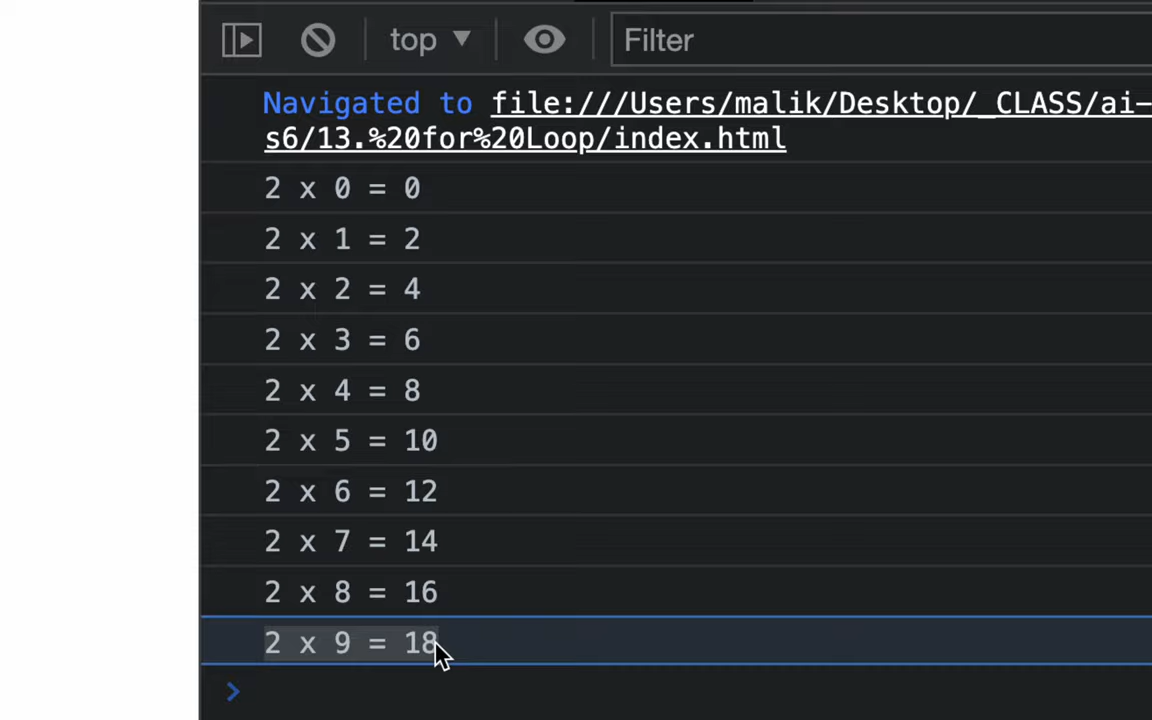 top ▼ Filter
Navigated to file:///Users/malik/Desktop/_CLASS/ai-
s6/13.%20for%20Loop/index.html
2 x 0 = 0
2 x 1 = 2
2 x 2 = 4
2 x 3 = 6
2 x 4 = 8
2 x 5 = 10
2 x 6 = 12
2 x 7 = 14
2 x 8 = 16
2 x 9 = 18
>